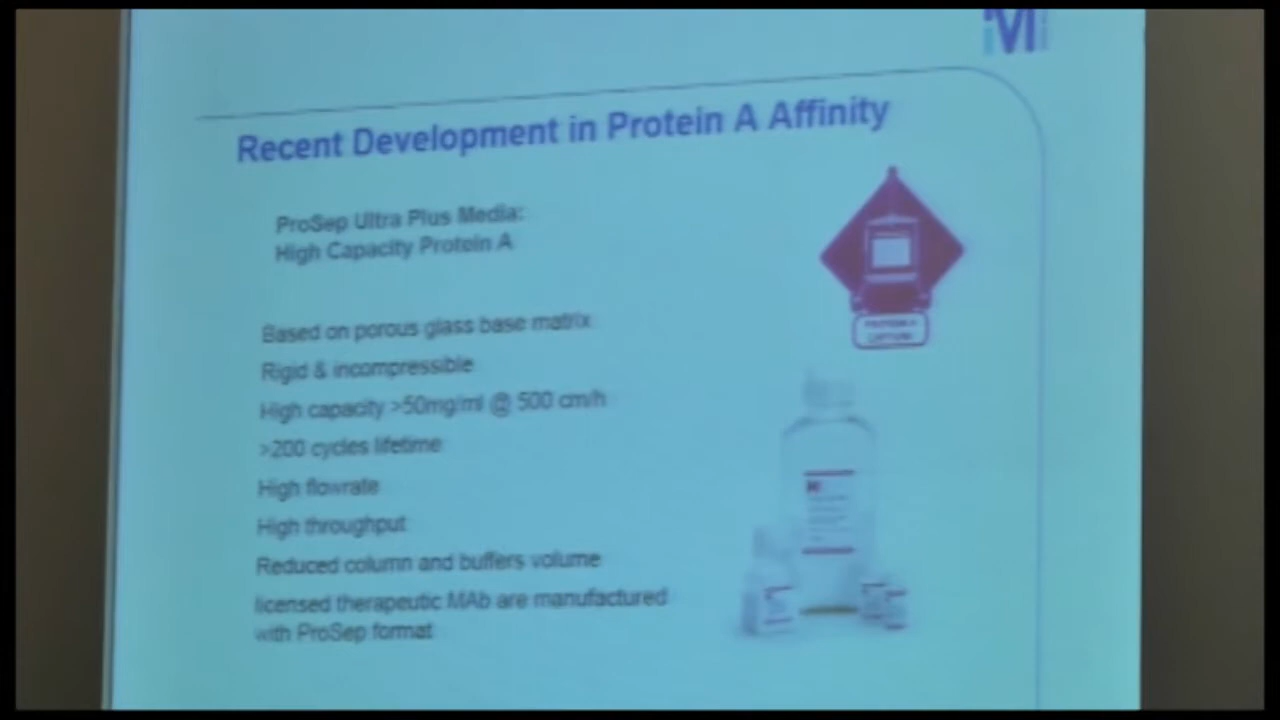 Recent Development in Protein A Affinity
ProSep Ultra Plus Media:
High Capacity Protein A
Based on porous glass base matrix
Rigid & incompressible
High capacity >50mg/ml @ 500 cm/h
>200 cycles lifetime
High flowrate
High throughput
Reduced column and buffers volume
licensed therapeutic MAb are manufactured
with ProSep format